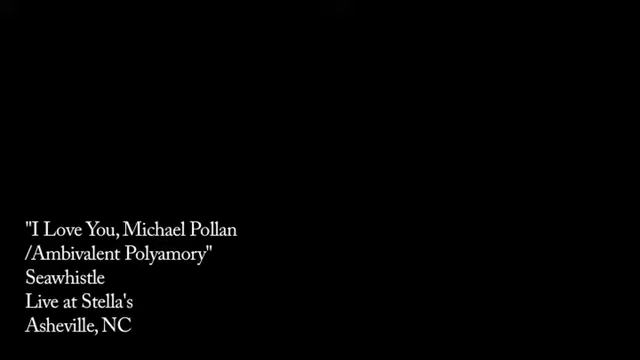 "I Love You, Michael Pollan
/Ambivalent Polyamory"
Seawhistle
Live at Stella's
Asheville, NC